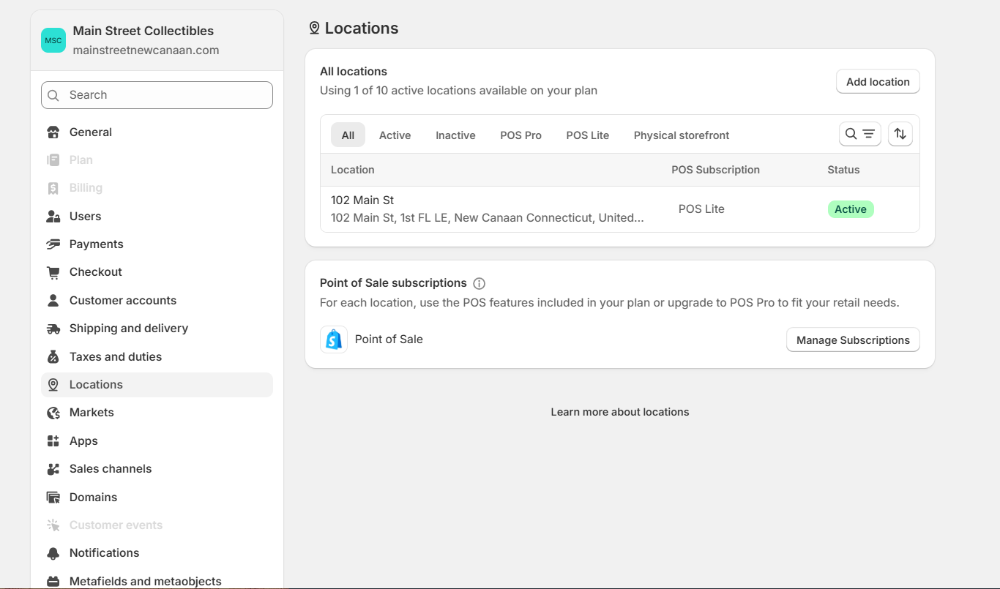 MSC
Main Street Collectibles
mainstreetnewcanaan.com
Search
General
Plan
Billing
Users
Payments
Checkout
Customer accounts
Shipping and delivery
Taxes and duties
Locations
Markets
Apps
Sales channels
Domains
Customer events
Notifications
Metafields and metaobjects
Locations
All locations
Using 1 of 10 active locations available on your plan
Add location
All Active Inactive POS Pro POS Lite Physical storefront
Location POS Subscription Status
102 Main St
102 Main St, 1st FL LE, New Canaan Connecticut, United...
POS Lite
Active
Point of Sale subscriptions
For each location, use the POS features included in your plan or upgrade to POS Pro to fit your retail needs.
Point of Sale
Manage Subscriptions
Learn more about locations